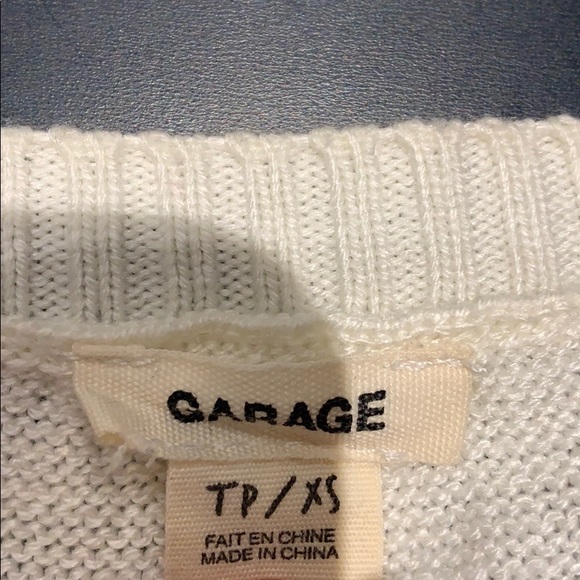 GARAGE
TP/XS
FAIT EN CHINE
MADE IN CHINA